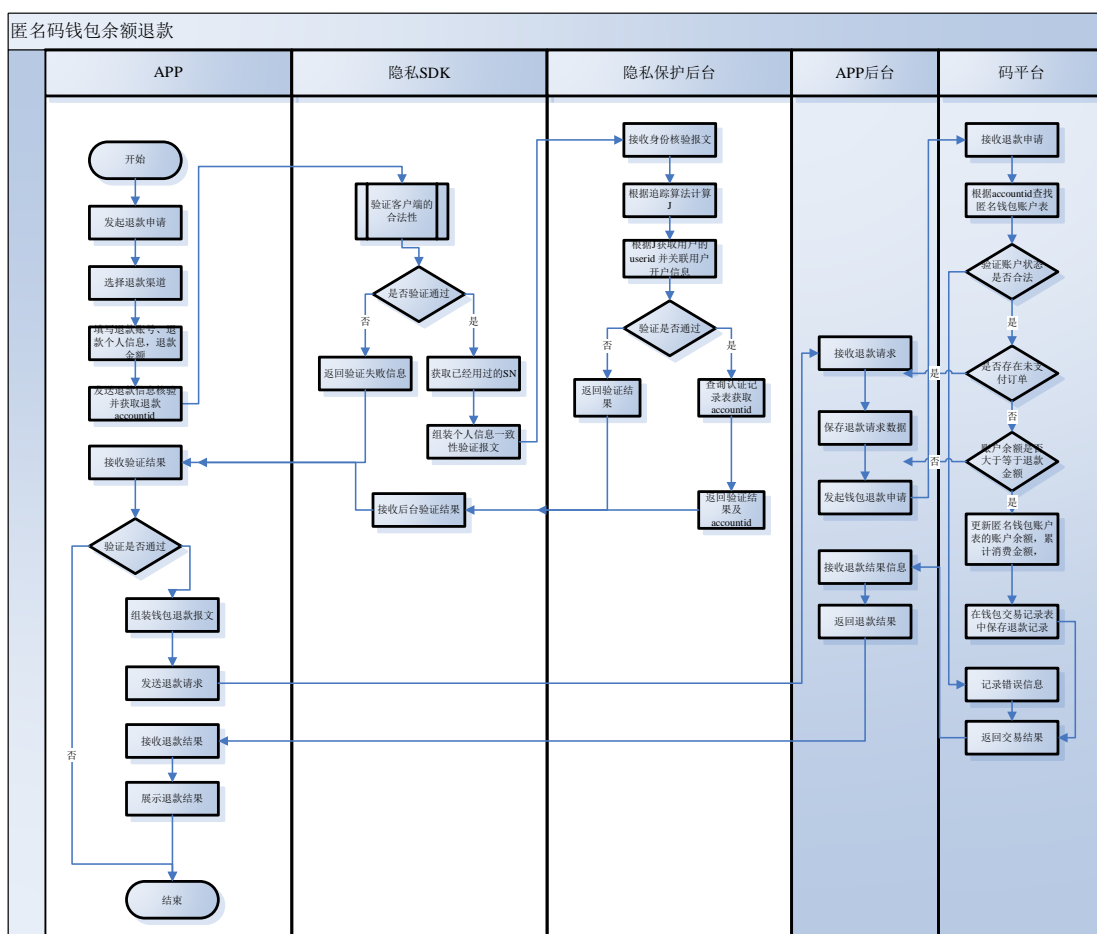 匿名码钱包余额退款
APP
隐私SDK
隐私保护后台
APP后台
码平台
开始
发起退款申请
选择退款渠道
填写退款账号、退
款个人信息，退款
金额
发送退款信息核验
并获取退款
accountid
接收验证结果
验证是否通过
组装钱包退款报文
发送退款请求
接收退款结果
否
展示退款结果
结束
验证客户端的
合法性
是否验证通过
否
是
返回验证失败信息
获取已经用过的SN
组装个人信息一致
性验证报文
接收后台验证结果
接收身份核验报文
根据追踪算法计算
J
根据J获取用户的
userid 并关联用户
开户信息
验证是否通过
否
是
返回验证结
果
查询认证记
录表获取
accountid
返回验证结
果及
accountid
接收退款请求
保存退款请求数据
发起钱包退款申请
接收退款结果信息
返回退款结果
接收退款申请
根据accountid查找
匿名钱包账户表
验证账户状态
是否合法
是
是否存在未支
付订单
是
否
账户余额是否
大于等于退款
金额
否
是
更新匿名钱包账户
表的账户余额，累
计消费金额，
在钱包交易记录表
中保存退款记录
记录错误信息
返回交易结果